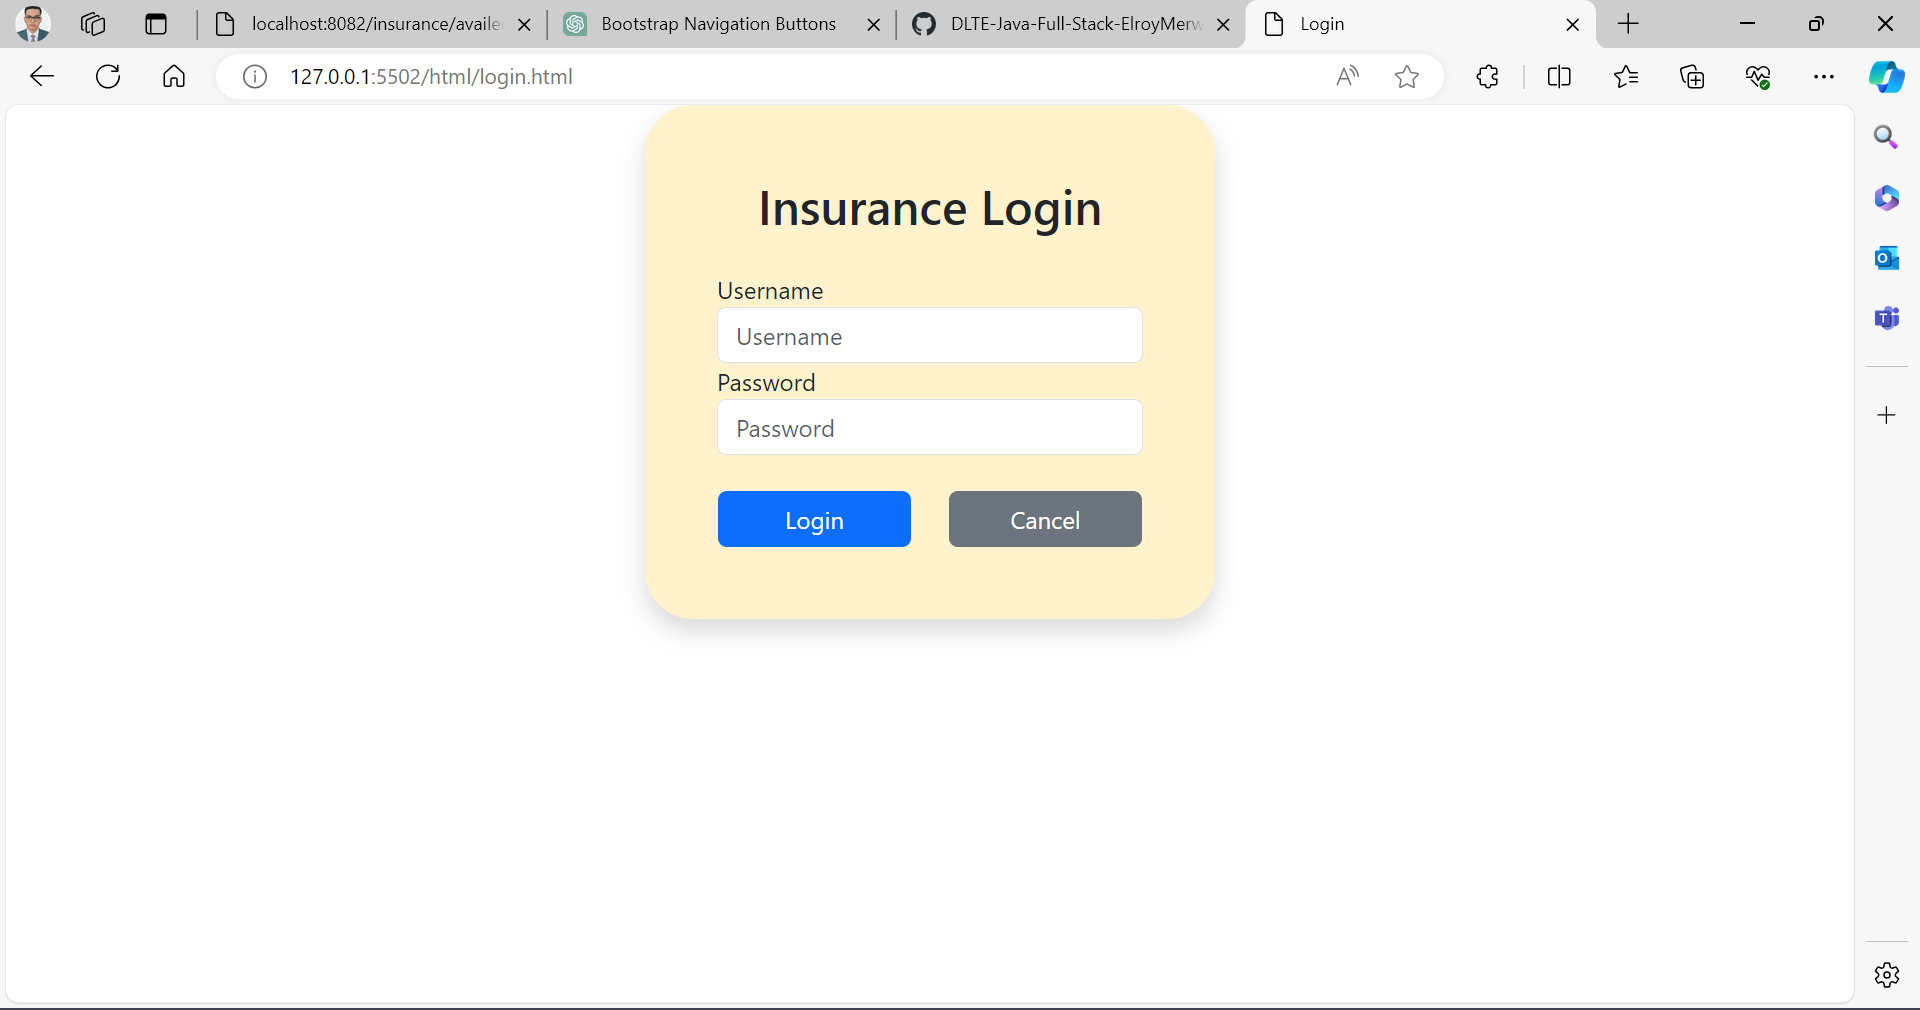 localhost:8082/insurance/availe
Bootstrap Navigation Buttons
DLTE-Java-Full-Stack-ElroyMerw
Login
127.0.0.1:5502/html/login.html
Insurance Login
Username
Username
Password
Password
Login
Cancel